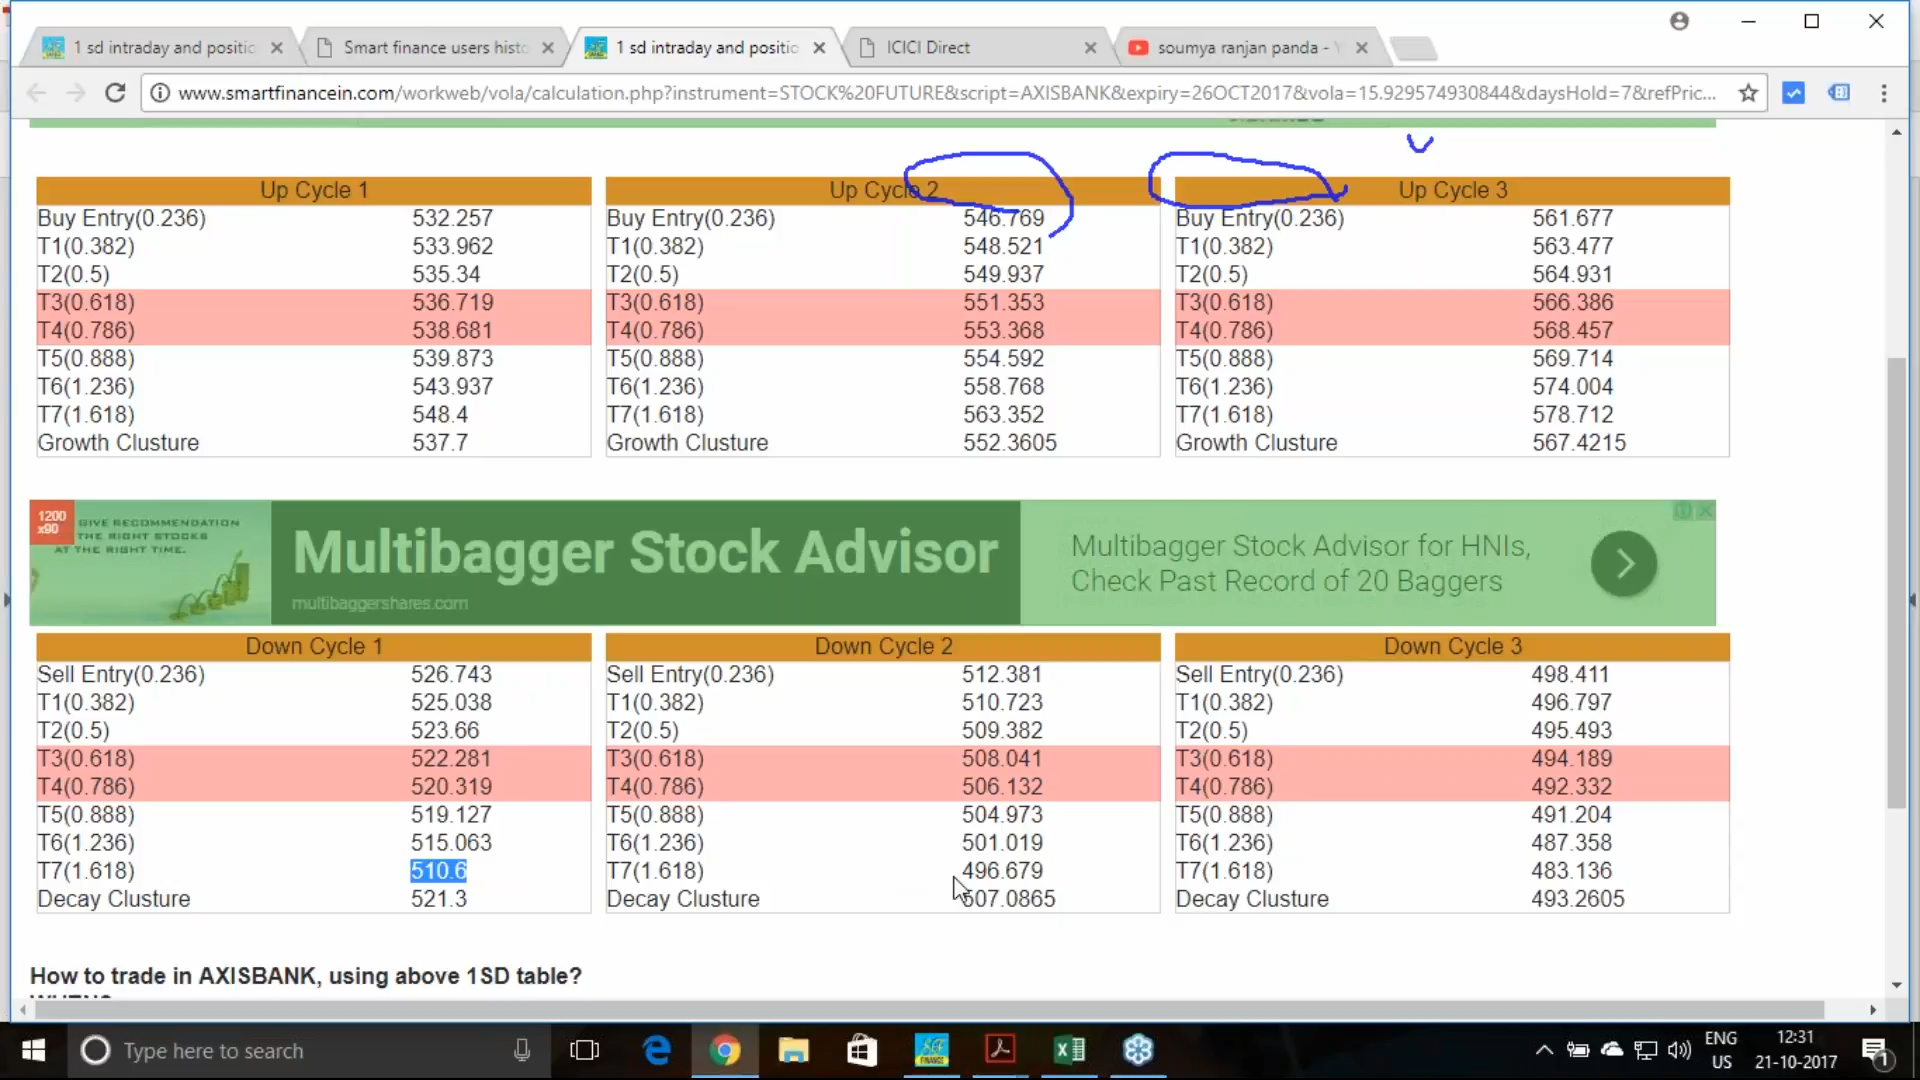 1 sd intraday and positic
Smart finance users histo
1 sd intraday and positio
ICICI Direct
soumya ranjan panda -
www.smartfinancein.com/workweb/vola/calculation.php?instrument=STOCK%20FUTURE&script=AXISBANK&expiry=26OCT2017&vola=15.929574930844&daysHold=7&refPric...
Up Cycle 1
Buy Entry(0.236) 532.257
T1(0.382) 533.962
T2(0.5) 535.34
T3(0.618) 536.719
T4(0.786) 538.681
T5(0.888) 539.873
T6(1.236) 543.937
T7(1.618) 548.4
Growth Clusture 537.7
Up Cycle 2
Buy Entry(0.236) 546.769
T1(0.382) 548.521
T2(0.5) 549.937
T3(0.618) 551.353
T4(0.786) 553.368
T5(0.888) 554.592
T6(1.236) 558.768
T7(1.618) 563.352
Growth Clusture 552.3605
Up Cycle 3
Buy Entry(0.236) 561.677
T1(0.382) 563.477
T2(0.5) 564.931
T3(0.618) 566.386
T4(0.786) 568.457
T5(0.888) 569.714
T6(1.236) 574.004
T7(1.618) 578.712
Growth Clusture 567.4215
1200
x90
GIVE RECOMMENDATION
THE RIGHT STOCKS
AT THE RIGHT TIME.
Multibagger Stock Advisor
multibaggershares.com
Multibagger Stock Advisor for HNIs,
Check Past Record of 20 Baggers
Down Cycle 1
Sell Entry(0.236) 526.743
T1(0.382) 525.038
T2(0.5) 523.66
T3(0.618) 522.281
T4(0.786) 520.319
T5(0.888) 519.127
T6(1.236) 515.063
T7(1.618) 510.6
Decay Clusture 521.3
Down Cycle 2
Sell Entry(0.236) 512.381
T1(0.382) 510.723
T2(0.5) 509.382
T3(0.618) 508.041
T4(0.786) 506.132
T5(0.888) 504.973
T6(1.236) 501.019
T7(1.618) 496.679
Decay Clusture 507.0865
Down Cycle 3
Sell Entry(0.236) 498.411
T1(0.382) 496.797
T2(0.5) 495.493
T3(0.618) 494.189
T4(0.786) 492.332
T5(0.888) 491.204
T6(1.236) 487.358
T7(1.618) 483.136
Decay Clusture 493.2605
How to trade in AXISBANK, using above 1SD table?
Type here to search
FINANCE
ENG
US
12:31
21-10-2017
1